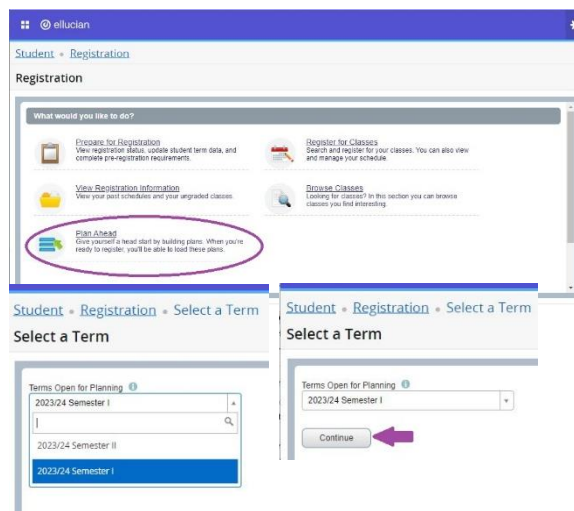 ellucian
Student • Registration
Registration
What would you like to do?
Prepare for Registration
View registration status, update student term data, and
complete pre-registration requirements.
Register for Classes
Search and register for your classes. You can also view
and manage your schedule.
View Registration Information
View your past schedules and your ungraded classes.
Browse Classes
Looking for classes? In this section you can browse
classes you find interesting.
Plan Ahead
Give yourself a head start by building plans. When you're
ready to register, you'll be able to load these plans.
Student • Registration • Select a Term
Select a Term
Terms Open for Planning
2023/24 Semester I
2023/24 Semester II
2023/24 Semester I
Student • Registration • Select a Term
Select a Term
Terms Open for Planning
2023/24 Semester I
Continue